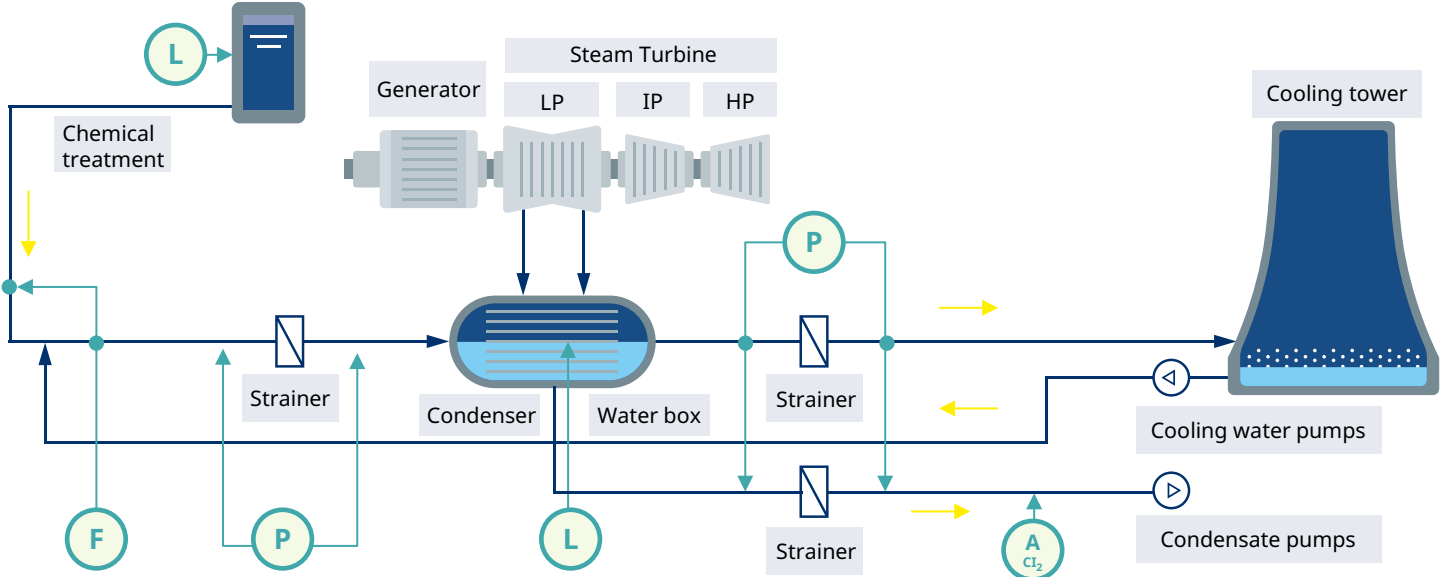 L
Steam Turbine
Generator
LP
IP
HP
Cooling tower
Chemical
treatment
P
Strainer
Condenser
Water box
Strainer
Cooling water pumps
F
P
L
Strainer
A
CI2
Condensate pumps